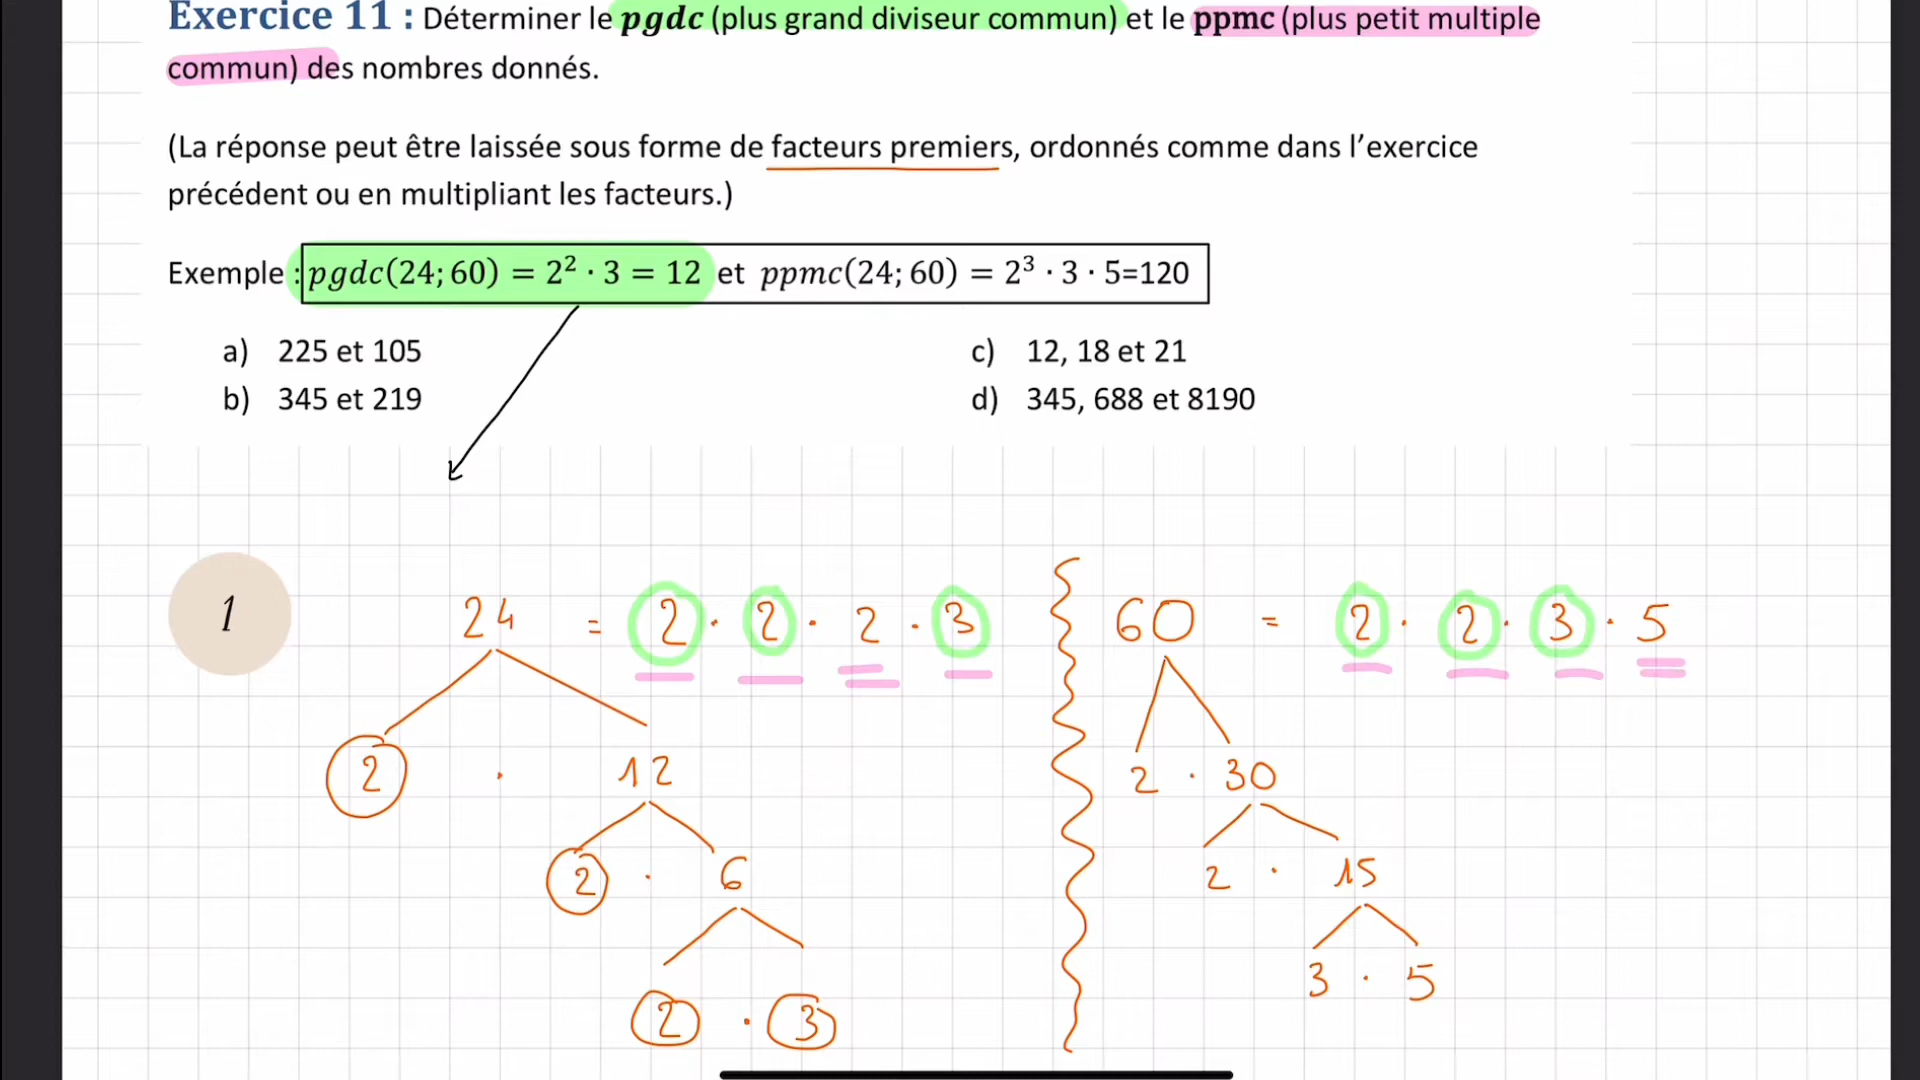 Exercice 11 : Déterminer le pgdc (plus grand diviseur commun) et le ppmc (plus petit multiple
commun) des nombres donnés.
(La réponse peut être laissée sous forme de facteurs premiers, ordonnés comme dans l’exercice
précédent ou en multipliant les facteurs.)
Exemple : pgdc(24; 60) = 2² · 3 = 12 et ppmc(24; 60) = 2³ · 3 · 5=120
a) 225 et 105
b) 345 et 219
c) 12, 18 et 21
d) 345, 688 et 8190
1
24 = 2 · 2 · 2 · 3
2 · 12
2 · 6
2 · 3
60 = 2 · 2 · 3 · 5
2 · 30
2 · 15
3 · 5